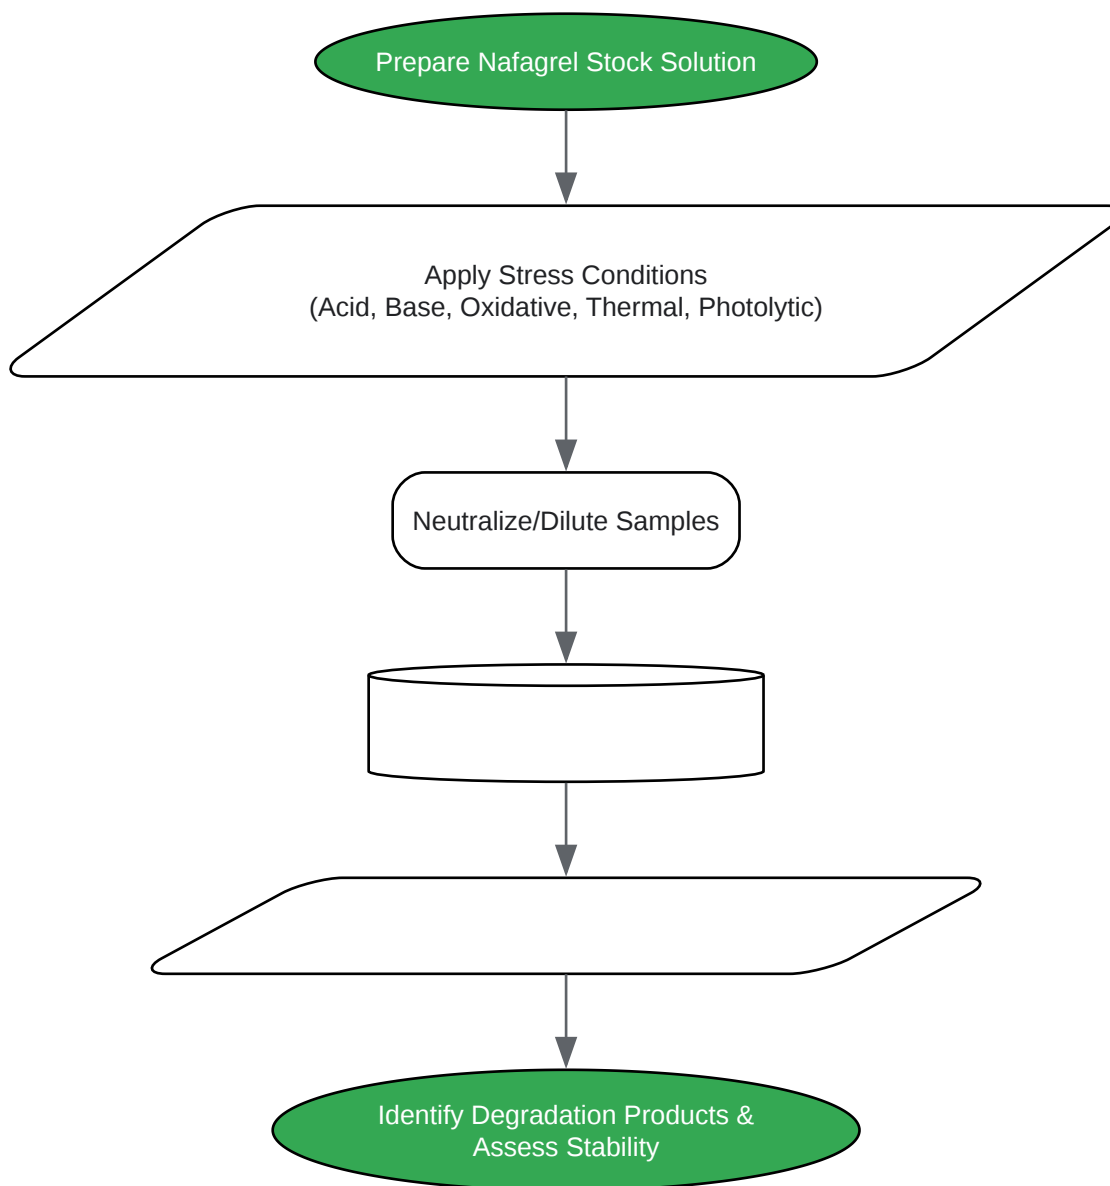 Prepare Nafagrel Stock Solution
Apply Stress Conditions
(Acid, Base, Oxidative, Thermal, Photolytic)
Neutralize/Dilute Samples
Identify Degradation Products &
Assess Stability